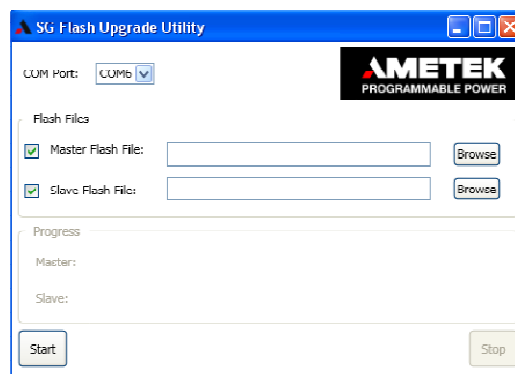 SG Flash Upgrade Utility
COM Port: COM6
AMETEK
PROGRAMMABLE POWER
Flash Files
Master Flash File: Browse
Slave Flash File: Browse
Progress
Master:
Slave:
Start Stop